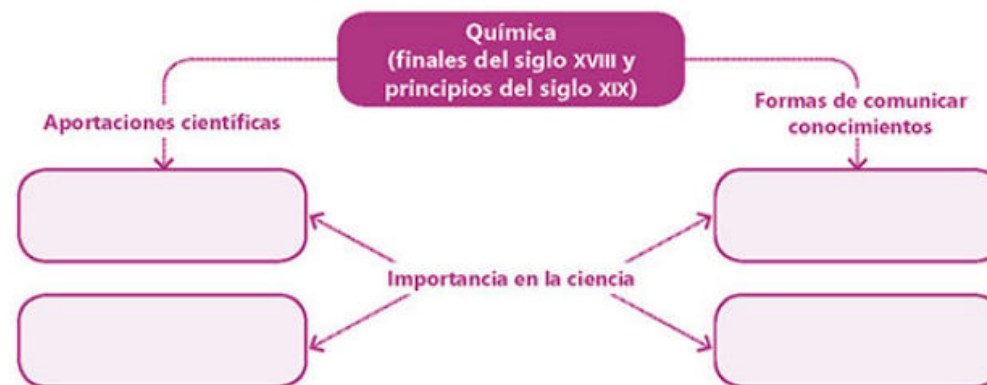 Química
(finales del siglo XVIII y
principios del siglo XIX)
Aportaciones científicas
Formas de comunicar
conocimientos
Importancia en la ciencia